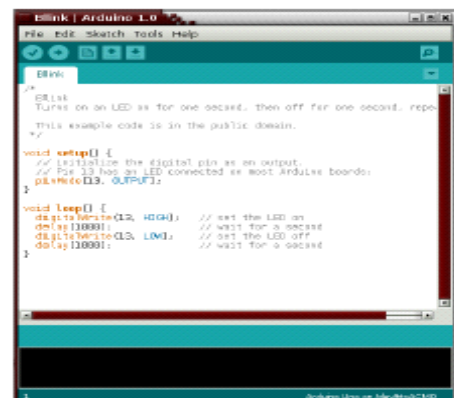 Blink | Arduino 1.0
File Edit Sketch Tools Help
Blink
/*
Blink
Turns on an LED on for one second, then off for one second, repe
This example code is in the public domain.
*/
void setup() {
// initialize the digital pin as an output.
// Pin 13 has an LED connected on most Arduino boards:
pinMode(13, OUTPUT);
}
void loop() {
digitalWrite(13, HIGH); // set the LED on
delay(1000); // wait for a second
digitalWrite(13, LOW); // set the LED off
delay(1000); // wait for a second
}
1
Arduino Uno on